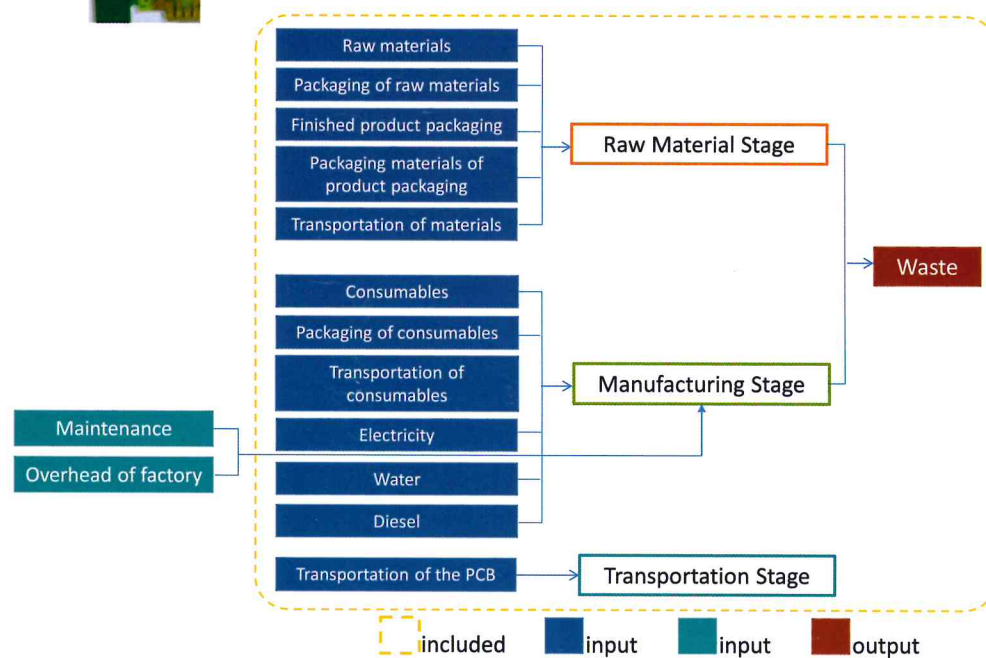 Raw materials
Packaging of raw materials
Finished product packaging
Packaging materials of
product packaging
Transportation of materials
Raw Material Stage
Waste
Consumables
Packaging of consumables
Transportation of
consumables
Electricity
Water
Diesel
Manufacturing Stage
Maintenance
Overhead of factory
Transportation of the PCB
Transportation Stage
included
input
input
output